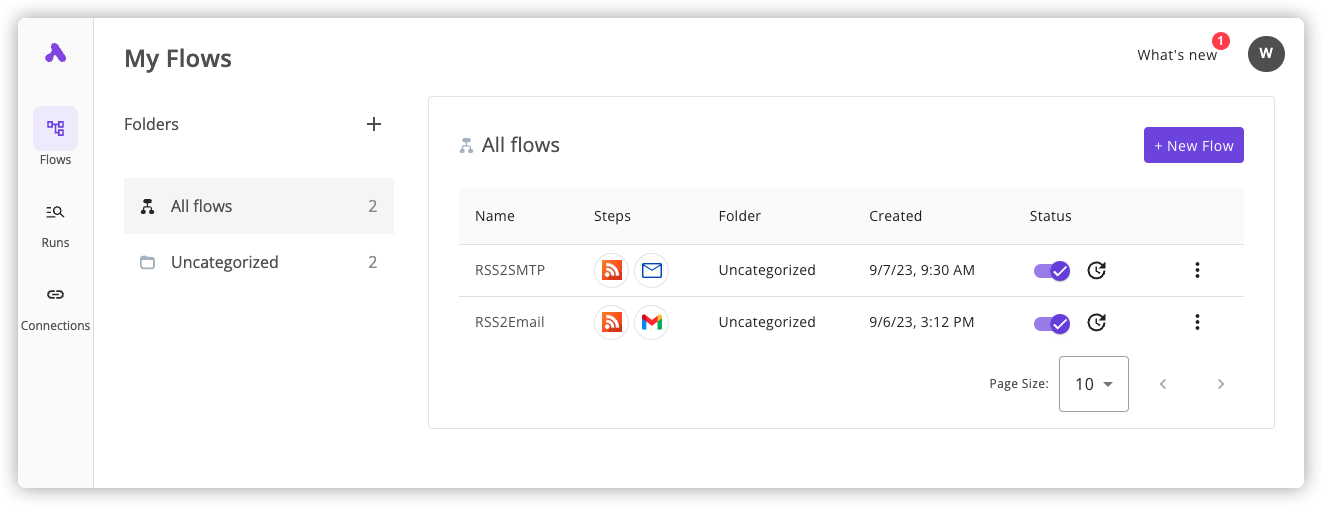 My Flows
What's new
1
W
Flows
Runs
Connections
Folders
All flows 2
Uncategorized 2
All flows
+ New Flow
Name Steps Folder Created Status
RSS2SMTP Uncategorized 9/7/23, 9:30 AM
RSS2Email Uncategorized 9/6/23, 3:12 PM
Page Size: 10